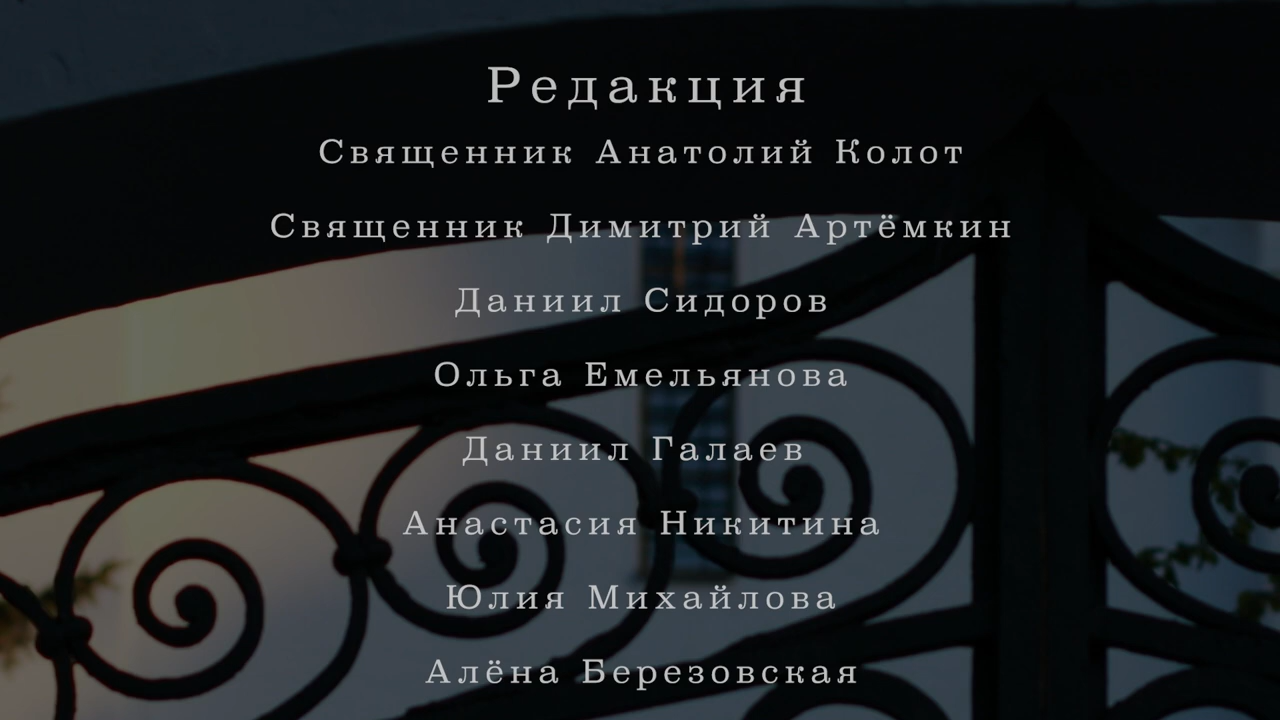 Редакция
Священник Анатолий Колот
Священник Димитрий Артёмкин
Даниил Сидоров
Ольга Емельянова
Даниил Галаев
Анастасия Никитина
Юлия Михайлова
Алёна Березовская